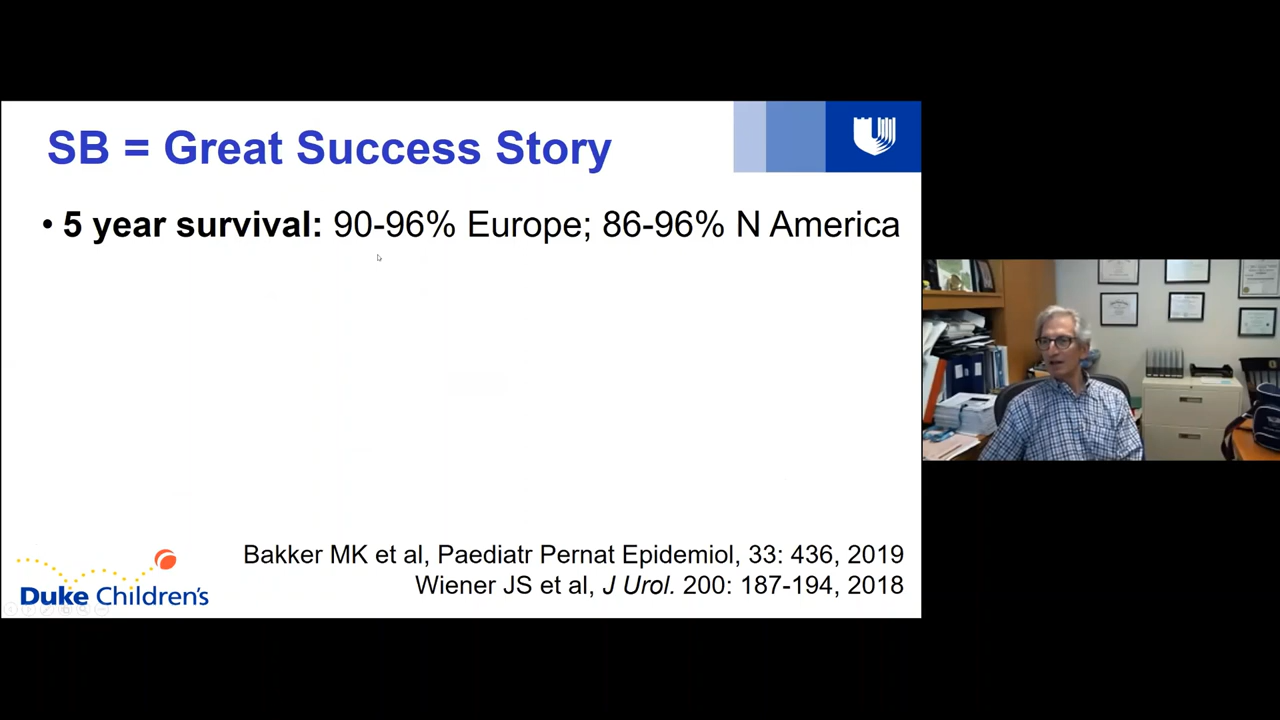 SB = Great Success Story
• 5 year survival: 90-96% Europe; 86-96% N America
Bakker MK et al, Paediatr Pernat Epidemiol, 33: 436, 2019
Wiener JS et al, J Urol. 200: 187-194, 2018
Duke Children's